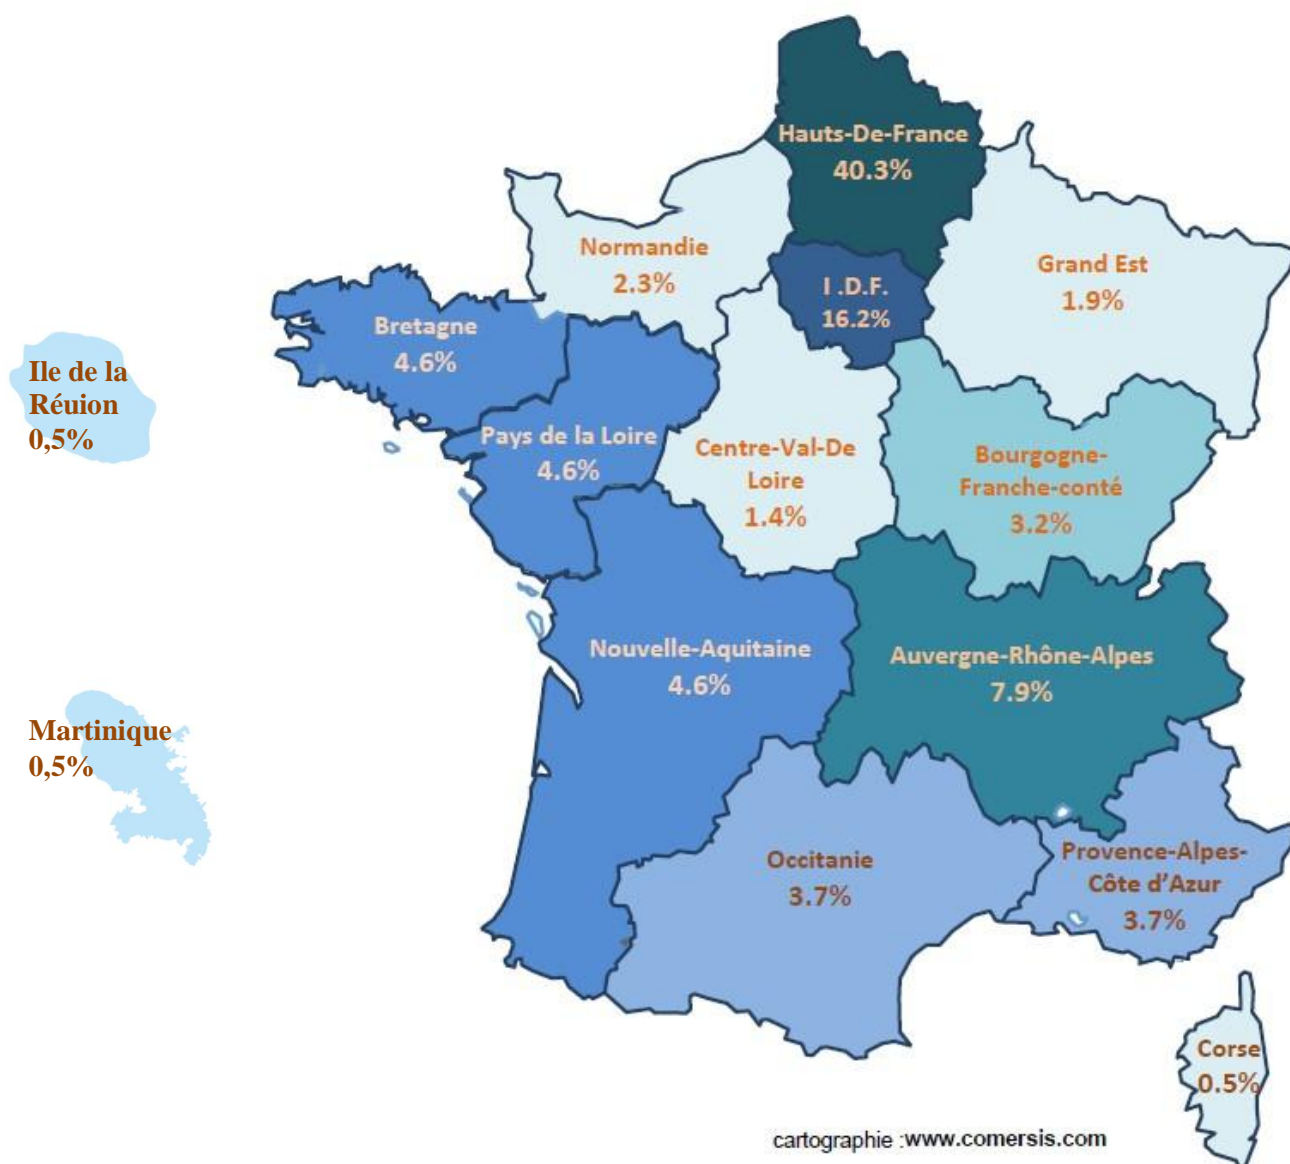 Hauts-De-France
40.3%
Normandie
2.3%
I .D.F.
16.2%
Grand Est
1.9%
Bretagne
4.6%
Ile de la
Réuion
0,5%
Pays de la Loire
4.6%
Centre-Val-De
Loire
1.4%
Bourgogne-
Franche-conté
3.2%
Nouvelle-Aquitaine
4.6%
Auvergne-Rhône-Alpes
7.9%
Martinique
0,5%
Occitanie
3.7%
Provence-Alpes-
Côte d’Azur
3.7%
Corse
0.5%
cartographie :www.comersis.com